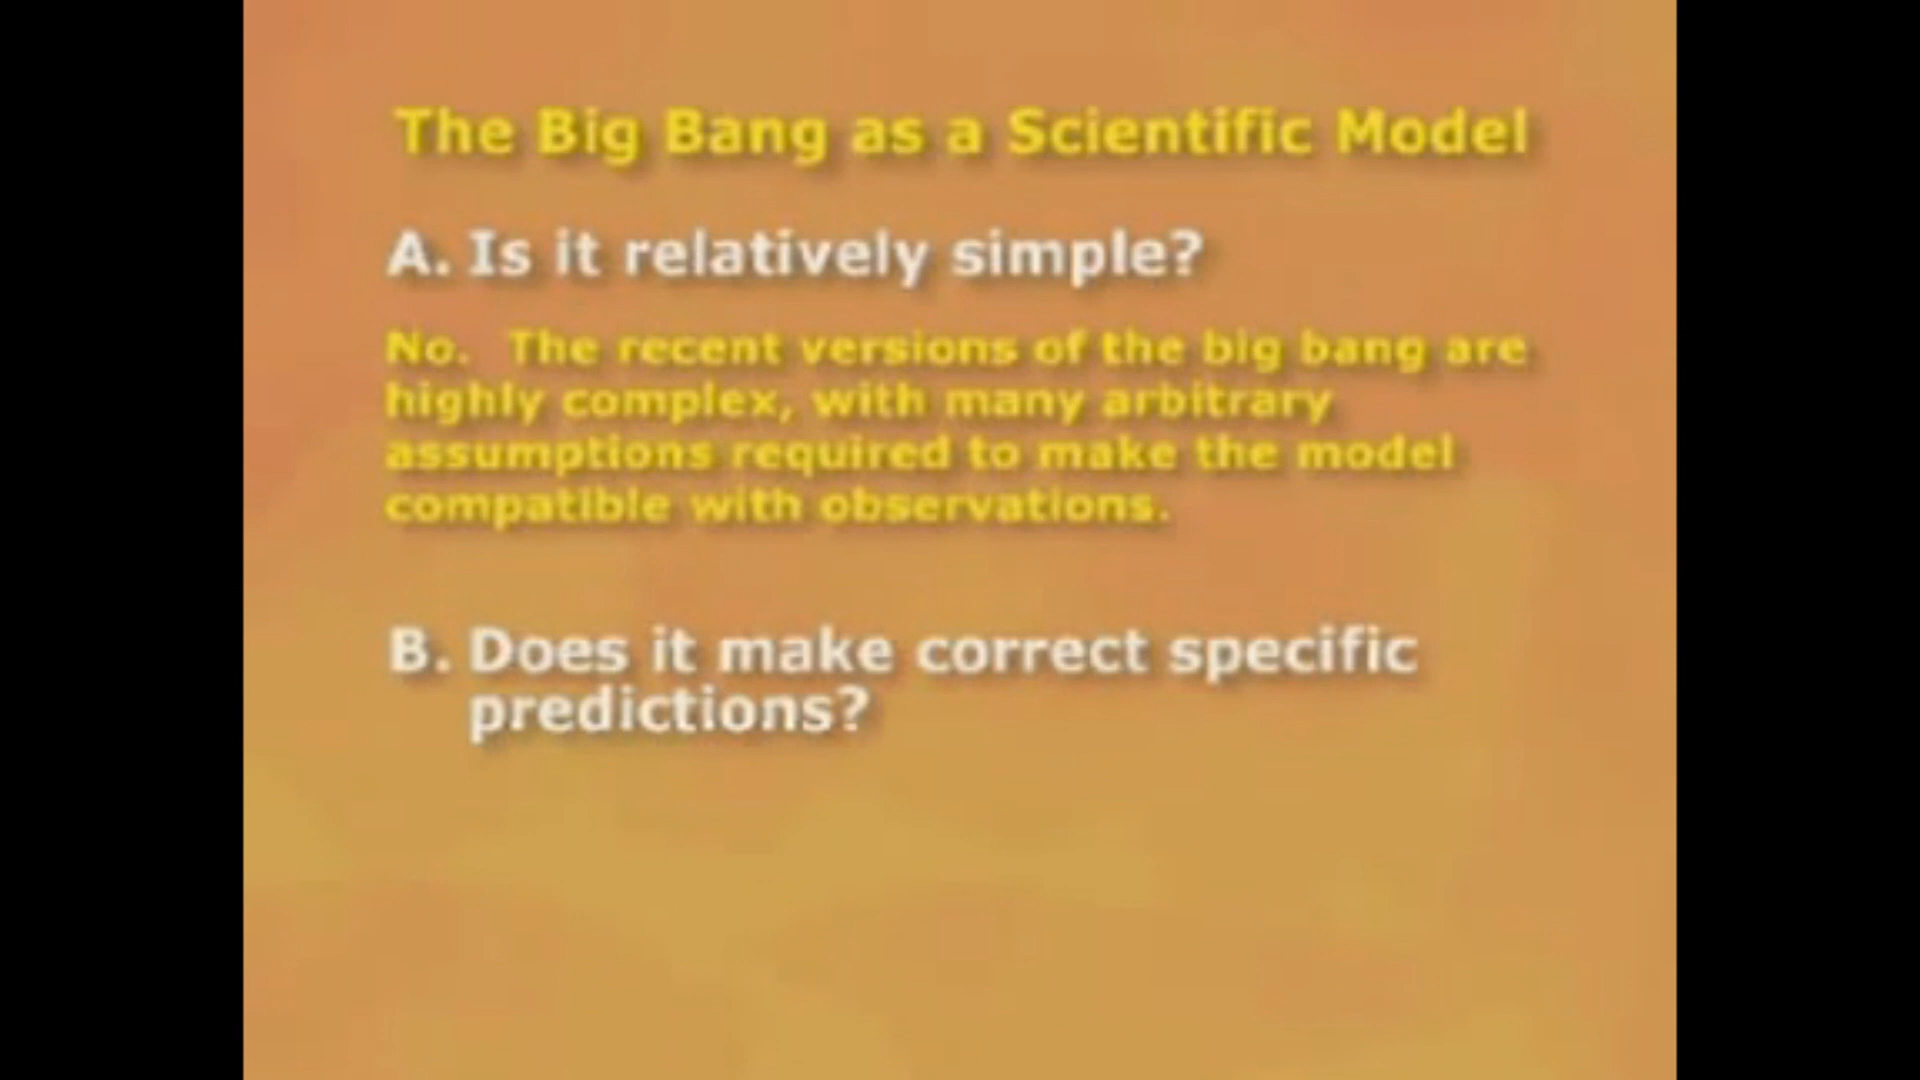 The Big Bang as a Scientific Model
A. Is it relatively simple?
No. The recent versions of the big bang are
highly complex, with many arbitrary
assumptions required to make the model
compatible with observations.
B. Does it make correct specific
predictions?